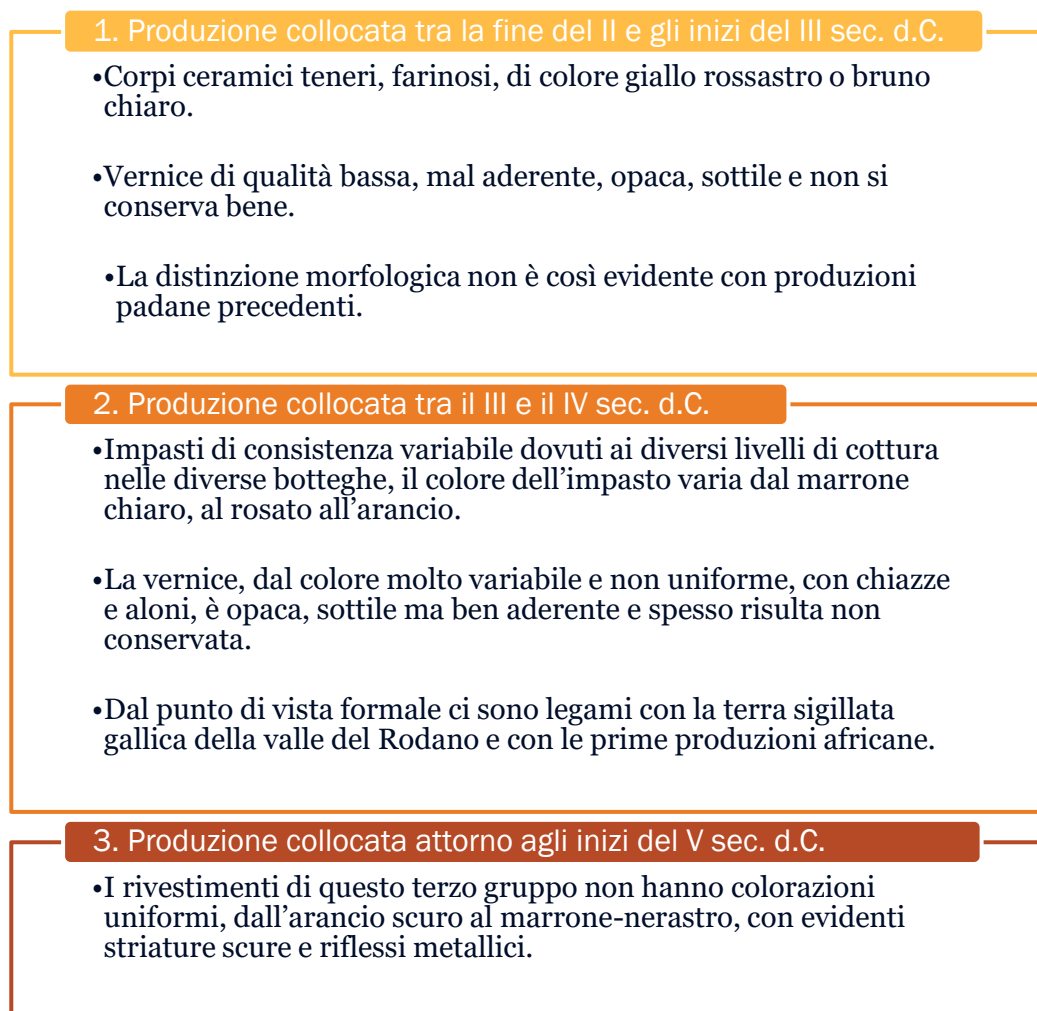 1. Produzione collocata tra la fine del II e gli inizi del III sec. d.C.
•Corpi ceramici teneri, farinosi, di colore giallo rossastro o bruno
chiaro.
•Vernice di qualità bassa, mal aderente, opaca, sottile e non si
conserva bene.
•La distinzione morfologica non è così evidente con produzioni
padane precedenti.
2. Produzione collocata tra il III e il IV sec. d.C.
•Impasti di consistenza variabile dovuti ai diversi livelli di cottura
nelle diverse botteghe, il colore dell’impasto varia dal marrone
chiaro, al rosato all’arancio.
•La vernice, dal colore molto variabile e non uniforme, con chiazze
e aloni, è opaca, sottile ma ben aderente e spesso risulta non
conservata.
•Dal punto di vista formale ci sono legami con la terra sigillata
gallica della valle del Rodano e con le prime produzioni africane.
3. Produzione collocata attorno agli inizi del V sec. d.C.
•I rivestimenti di questo terzo gruppo non hanno colorazioni
uniformi, dall’arancio scuro al marrone-nerastro, con evidenti
striature scure e riflessi metallici.